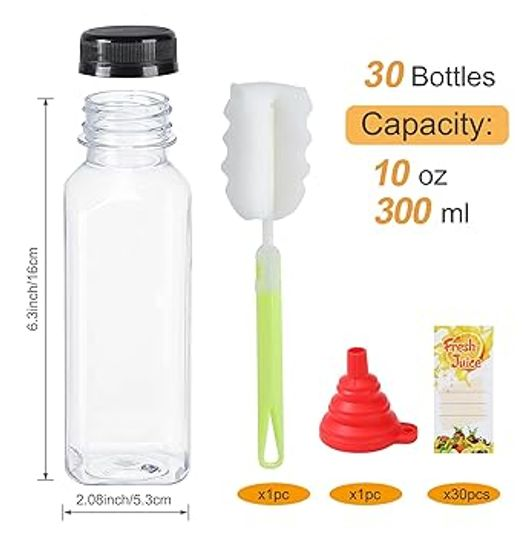 30 Bottles
Capacity:
10 oz
300 ml
6.3inch/16cm
Fresh
Juice
2.08inch/5.3cm
x1pc
x1pc
x30pcs